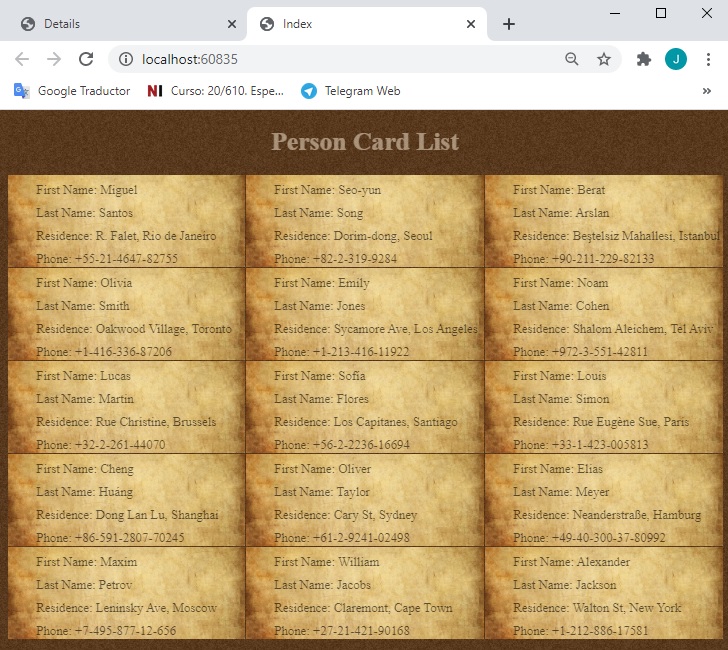 Details
Index
localhost:60835
J
Google Traductor
NI Curso: 20/610. Espe...
Telegram Web
Person Card List
First Name: Miguel
Last Name: Santos
Residence: R. Falet, Rio de Janeiro
Phone: +55-21-4647-82755
First Name: Seo-yun
Last Name: Song
Residence: Dorim-dong, Seoul
Phone: +82-2-319-9284
First Name: Berat
Last Name: Arslan
Residence: Beştelsiz Mahallesi, Istanbul
Phone: +90-211-229-82133
First Name: Olivia
Last Name: Smith
Residence: Oakwood Village, Toronto
Phone: +1-416-336-87206
First Name: Emily
Last Name: Jones
Residence: Sycamore Ave, Los Angeles
Phone: +1-213-416-11922
First Name: Noam
Last Name: Cohen
Residence: Shalom Aleichem, Tel Aviv
Phone: +972-3-551-42811
First Name: Lucas
Last Name: Martin
Residence: Rue Christine, Brussels
Phone: +32-2-261-44070
First Name: Sofía
Last Name: Flores
Residence: Los Capitanes, Santiago
Phone: +56-2-2236-16694
First Name: Louis
Last Name: Simon
Residence: Rue Eugène Sue, Paris
Phone: +33-1-423-005813
First Name: Cheng
Last Name: Huáng
Residence: Dong Lan Lu, Shanghai
Phone: +86-591-2807-70245
First Name: Oliver
Last Name: Taylor
Residence: Cary St, Sydney
Phone: +61-2-9241-02498
First Name: Elias
Last Name: Meyer
Residence: Neanderstraße, Hamburg
Phone: +49-40-300-37-80992
First Name: Maxim
Last Name: Petrov
Residence: Leninsky Ave, Moscow
Phone: +7-495-877-12-656
First Name: William
Last Name: Jacobs
Residence: Claremont, Cape Town
Phone: +27-21-421-90168
First Name: Alexander
Last Name: Jackson
Residence: Walton St, New York
Phone: +1-212-886-17581